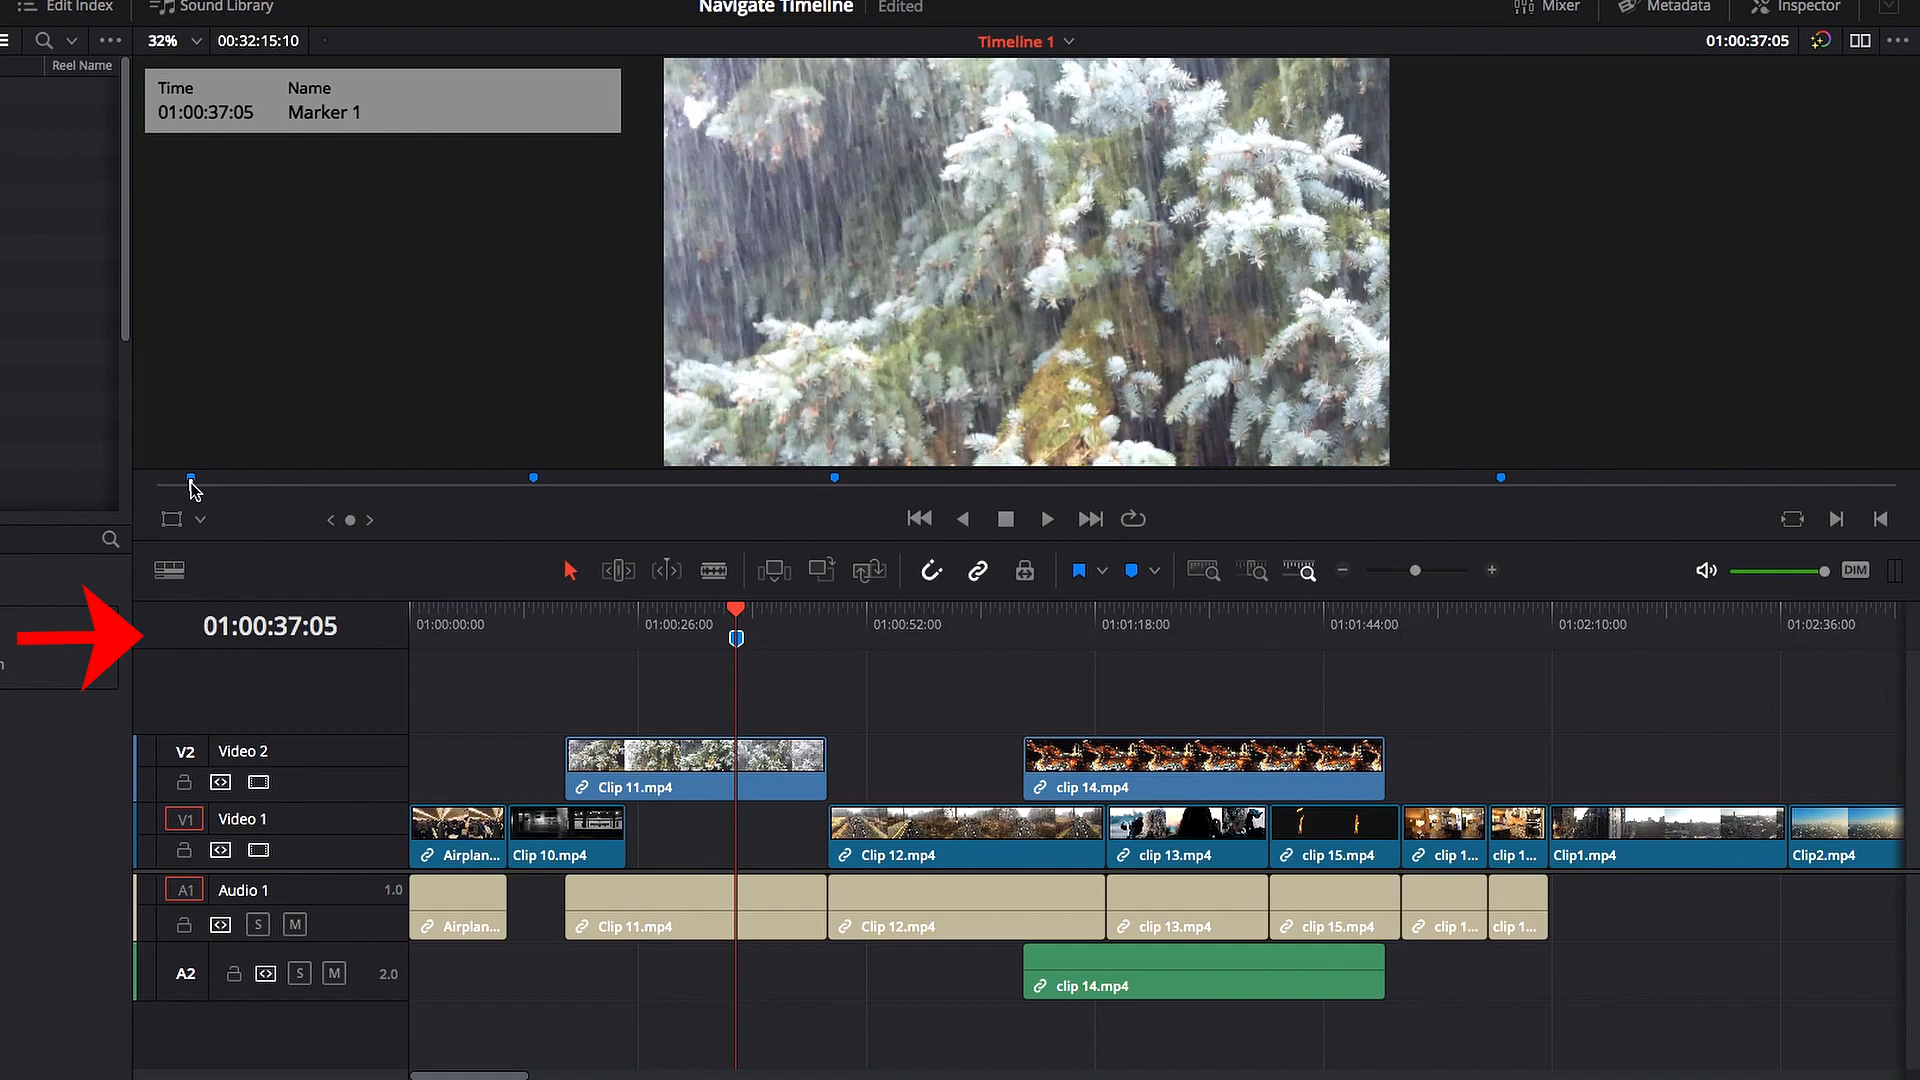 Edit Index
Sound Library
Navigate Timeline
Edited
Mixer
Metadata
Inspector
32%
00:32:15:10
Timeline 1
01:00:37:05
Reel Name
Time
Name
01:00:37:05
Marker 1
DIM
01:00:37:05
01:00:00:00
01:00:26:00
01:00:52:00
01:01:18:00
01:01:44:00
01:02:10:00
01:02:36:00
V2
Video 2
Clip 11.mp4
clip 14.mp4
V1
Video 1
Airplan...
Clip 10.mp4
Clip 12.mp4
clip 13.mp4
clip 15.mp4
clip 1...
clip 1...
Clip1.mp4
Clip2.mp4
A1
Audio 1
1.0
S
M
Airplan...
Clip 11.mp4
Clip 12.mp4
clip 13.mp4
clip 15.mp4
clip 1...
clip 1...
A2
S
M
2.0
clip 14.mp4